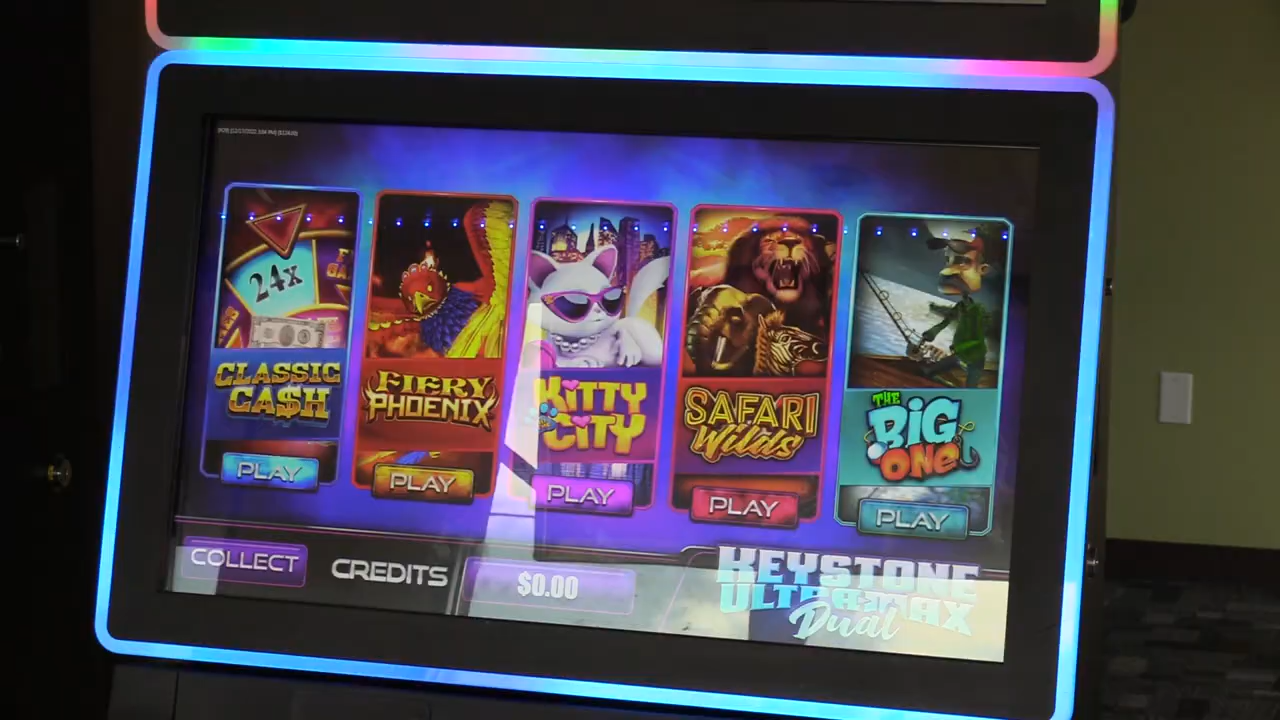 24x
CLASSIC
CA$H
PLAY
FIERY
PHOENIX
PLAY
KITTY
CITY
PLAY
SAFARI
Wilds
PLAY
THE
BIG
ONE
PLAY
COLLECT
CREDITS
$0.00
KEYSTONE
ULTRAMAX
Dual